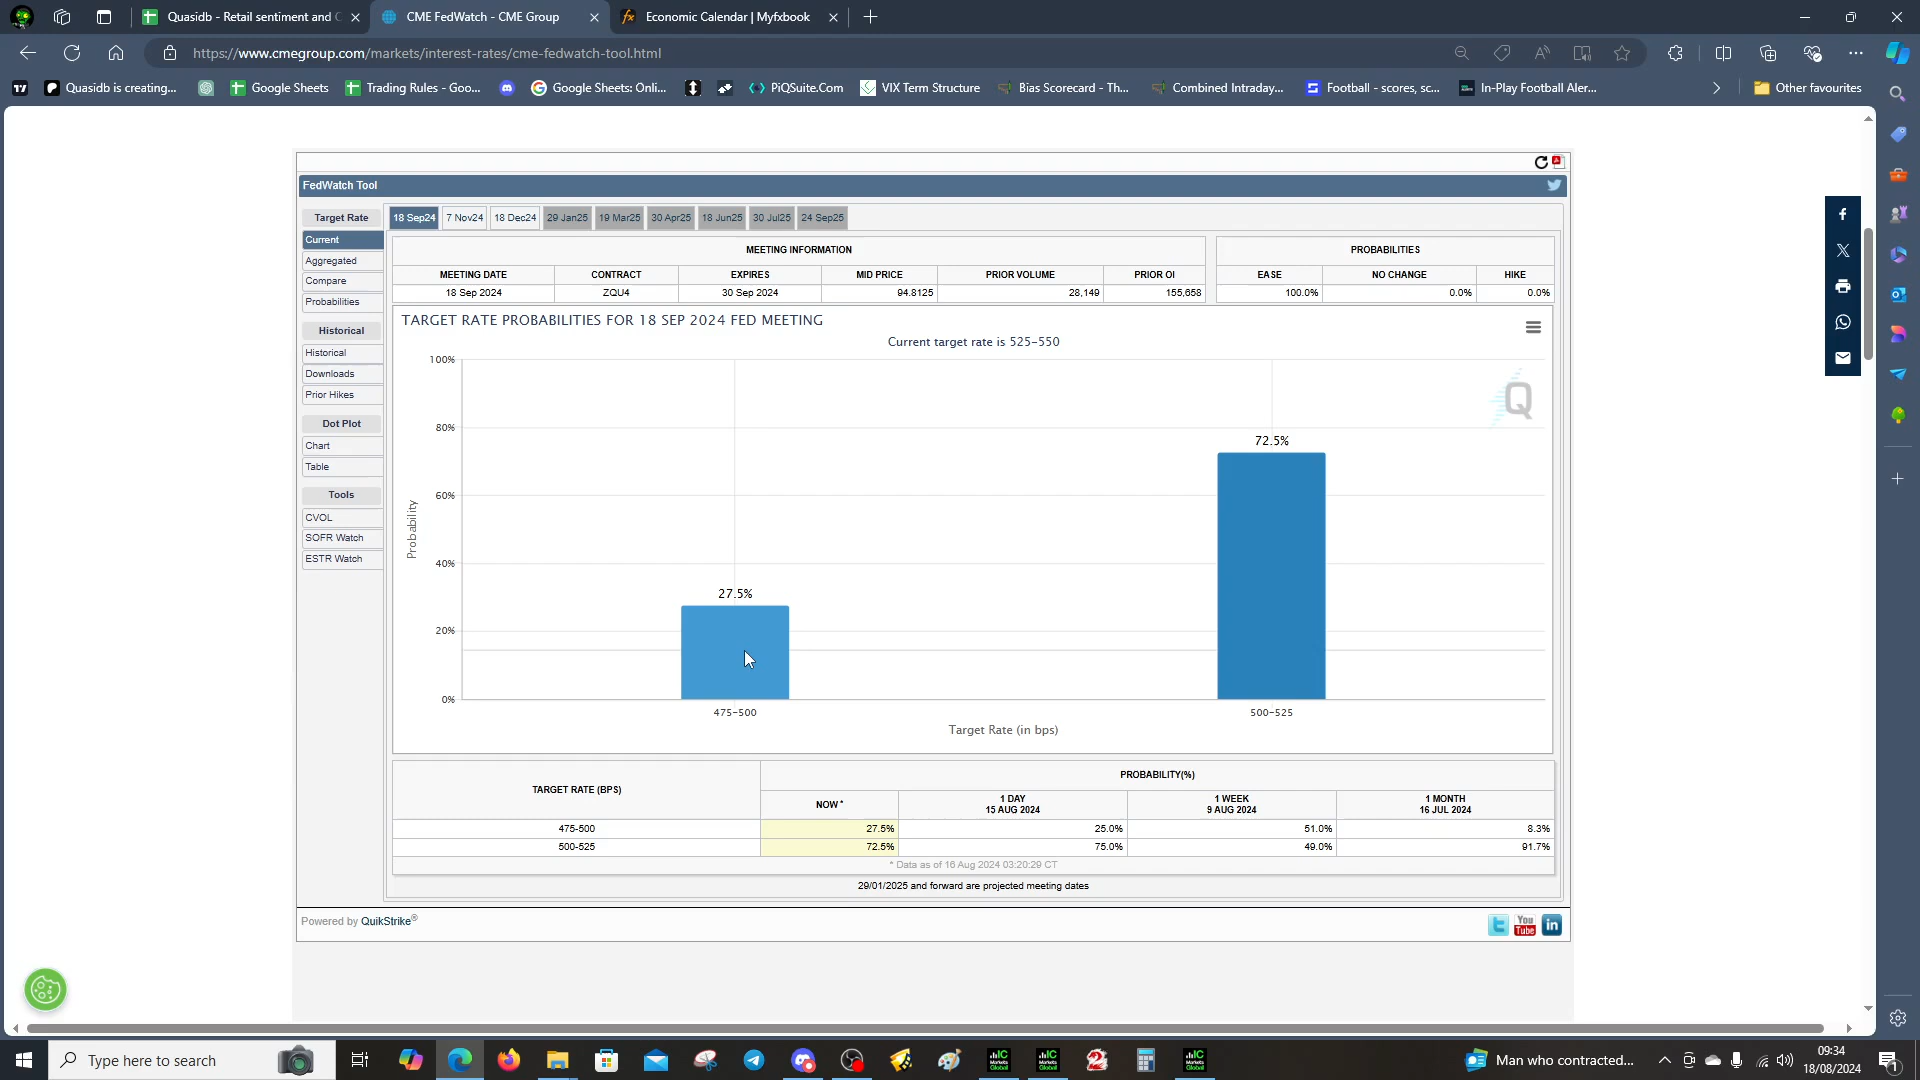 Quasidb - Retail sentiment and C
CME FedWatch - CME Group
Economic Calendar | Myfxbook
https://www.cmegroup.com/markets/interest-rates/cme-fedwatch-tool.html
Quasidb is creating...
Google Sheets
Trading Rules - Goo...
Google Sheets: Onli...
PiQSuite.Com
VIX Term Structure
Bias Scorecard - Th...
Combined Intraday...
Football - scores, sc...
In-Play Football Aler...
Other favourites
FedWatch Tool
Target Rate
18 Sep24 7 Nov24 18 Dec24 29 Jan25 19 Mar25 30 Apr25 18 Jun25 30 Jul25 24 Sep25
Current
Aggregated
Compare
Probabilities
Historical
Historical
Downloads
Prior Hikes
Dot Plot
Chart
Table
Tools
CVOL
SOFR Watch
ESTR Watch
MEETING INFORMATION
MEETING DATE CONTRACT EXPIRES MID PRICE PRIOR VOLUME PRIOR OI
18 Sep 2024 ZQU4 30 Sep 2024 94.8125 28,149 155,658
PROBABILITIES
EASE NO CHANGE HIKE
100.0% 0.0% 0.0%
TARGET RATE PROBABILITIES FOR 18 SEP 2024 FED MEETING
Current target rate is 525-550
Q
100%
80%
60%
40%
20%
0%
Probability
27.5%
72.5%
475-500
500-525
Target Rate (in bps)
TARGET RATE (BPS)
PROBABILITY(%)
NOW *
1 DAY
15 AUG 2024
1 WEEK
9 AUG 2024
1 MONTH
16 JUL 2024
475-500 27.5% 25.0% 51.0% 8.3%
500-525 72.5% 75.0% 49.0% 91.7%
* Data as of 16 Aug 2024 03:20:29 CT
29/01/2025 and forward are projected meeting dates
Powered by QuikStrike®
You
Tube
in
Type here to search
Man who contracted...
09:34
18/08/2024